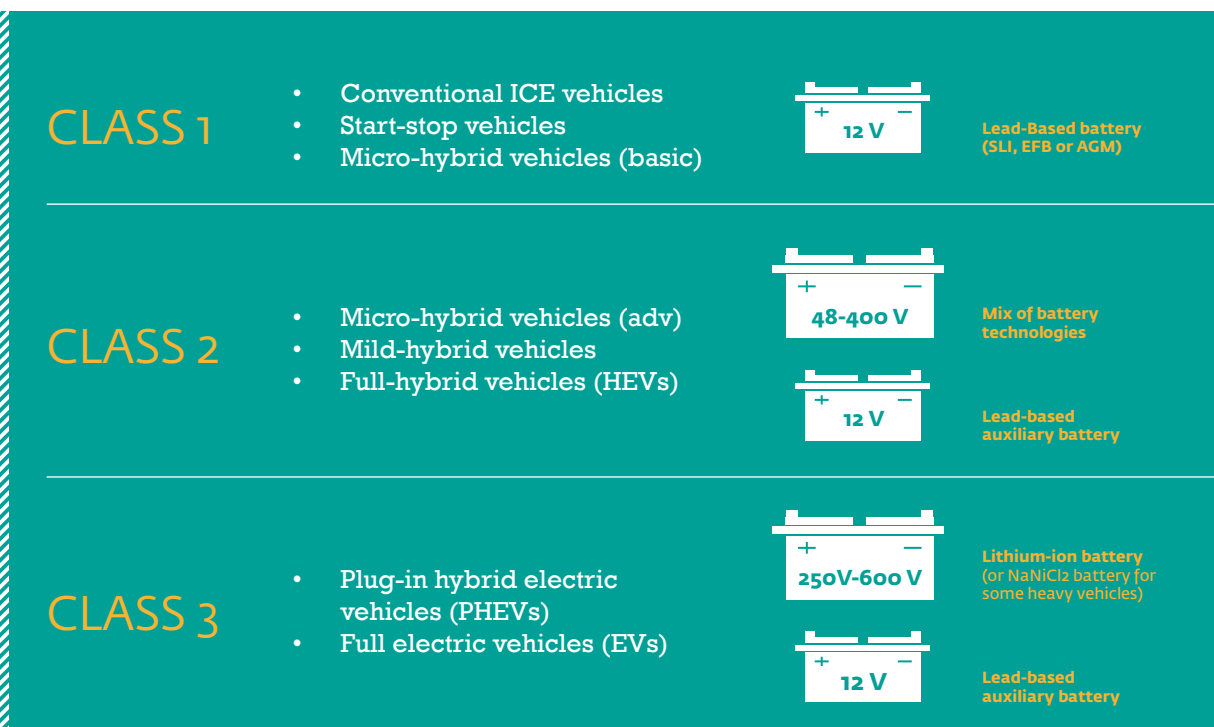 CLASS 1
• Conventional ICE vehicles
• Start-stop vehicles
• Micro-hybrid vehicles (basic)
+ −
12 V
Lead-Based battery
(SLI, EFB or AGM)
CLASS 2
• Micro-hybrid vehicles (adv)
• Mild-hybrid vehicles
• Full-hybrid vehicles (HEVs)
+ −
48-400 V
Mix of battery
technologies
+ −
12 V
Lead-based
auxiliary battery
CLASS 3
• Plug-in hybrid electric
vehicles (PHEVs)
• Full electric vehicles (EVs)
+ −
250V-600 V
Lithium-ion battery
(or NaNiCl2 battery for
some heavy vehicles)
+ −
12 V
Lead-based
auxiliary battery